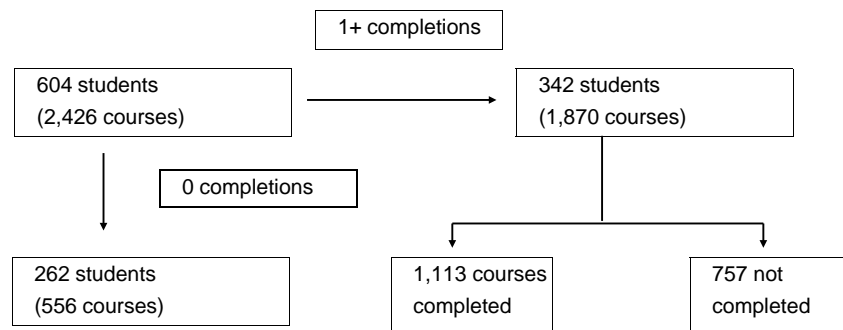 1+ completions
604 students
(2,426 courses)
342 students
(1,870 courses)
0 completions
262 students
(556 courses)
1,113 courses
completed
757 not
completed